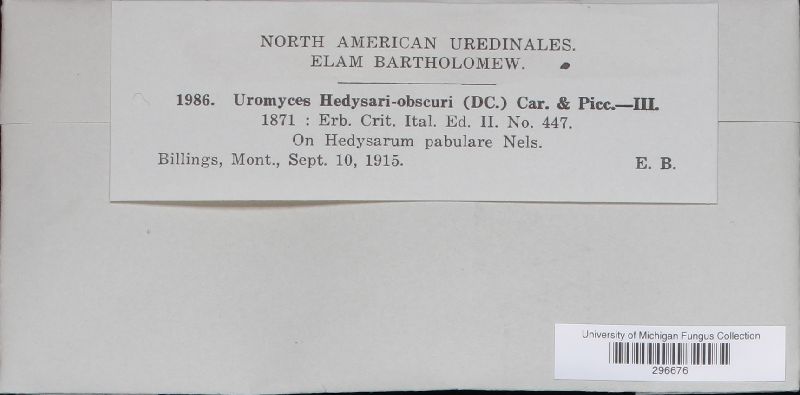 NORTH AMERICAN UREDINALES.
ELAM BARTHOLOMEW.
1986. Uromyces Hedysari-obscuri (DC.) Car. & Picc.—III.
1871 : Erb. Crit. Ital. Ed. II. No. 447.
On Hedysarum pabulare Nels.
Billings, Mont., Sept. 10, 1915. E. B.
University of Michigan Fungus Collection
296676